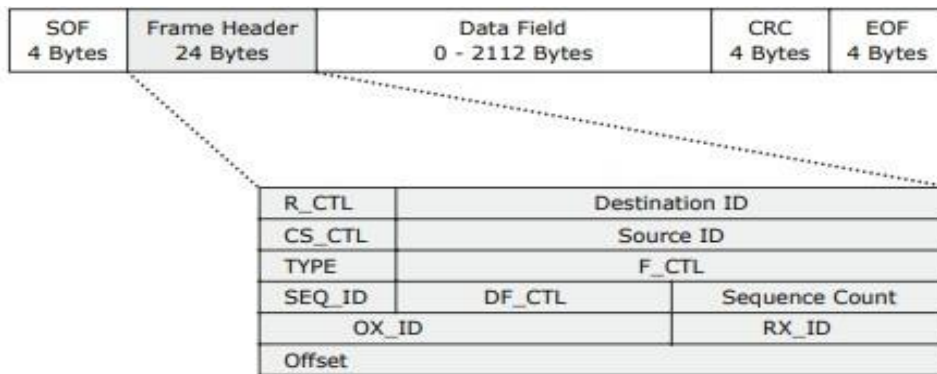 SOF Frame Header Data Field CRC EOF
4 Bytes 24 Bytes 0 - 2112 Bytes 4 Bytes 4 Bytes
R_CTL Destination ID
CS_CTL Source ID
TYPE F_CTL
SEQ_ID DF_CTL Sequence Count
OX_ID RX_ID
Offset